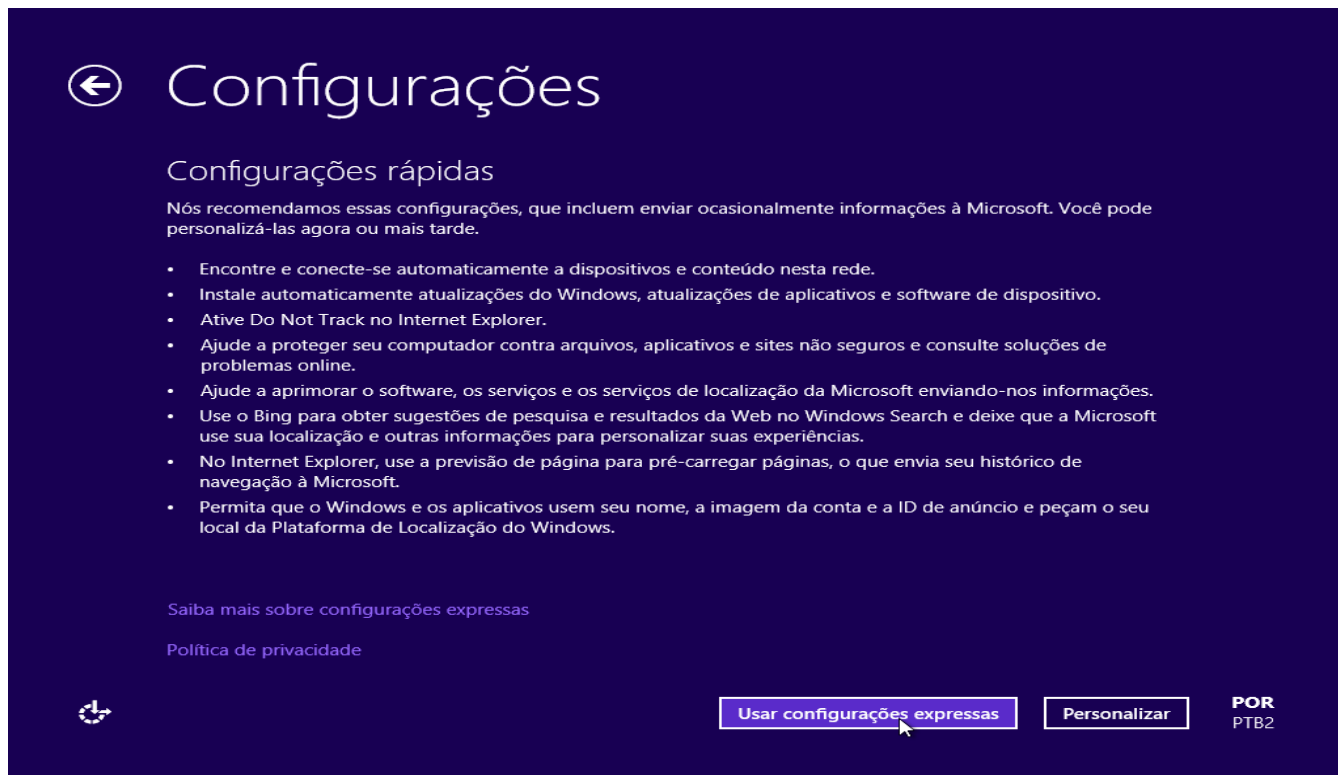 Configurações
Configurações rápidas
Nós recomendamos essas configurações, que incluem enviar ocasionalmente informações à Microsoft. Você pode
personalizá-las agora ou mais tarde.
• Encontre e conecte-se automaticamente a dispositivos e conteúdo nesta rede.
• Instale automaticamente atualizações do Windows, atualizações de aplicativos e software de dispositivo.
• Ative Do Not Track no Internet Explorer.
• Ajude a proteger seu computador contra arquivos, aplicativos e sites não seguros e consulte soluções de
problemas online.
• Ajude a aprimorar o software, os serviços e os serviços de localização da Microsoft enviando-nos informações.
• Use o Bing para obter sugestões de pesquisa e resultados da Web no Windows Search e deixe que a Microsoft
use sua localização e outras informações para personalizar suas experiências.
• No Internet Explorer, use a previsão de página para pré-carregar páginas, o que envia seu histórico de
navegação à Microsoft.
• Permita que o Windows e os aplicativos usem seu nome, a imagem da conta e a ID de anúncio e peçam o seu
local da Plataforma de Localização do Windows.
Saiba mais sobre configurações expressas
Política de privacidade
Usar configurações expressas
Personalizar
POR
PTB2